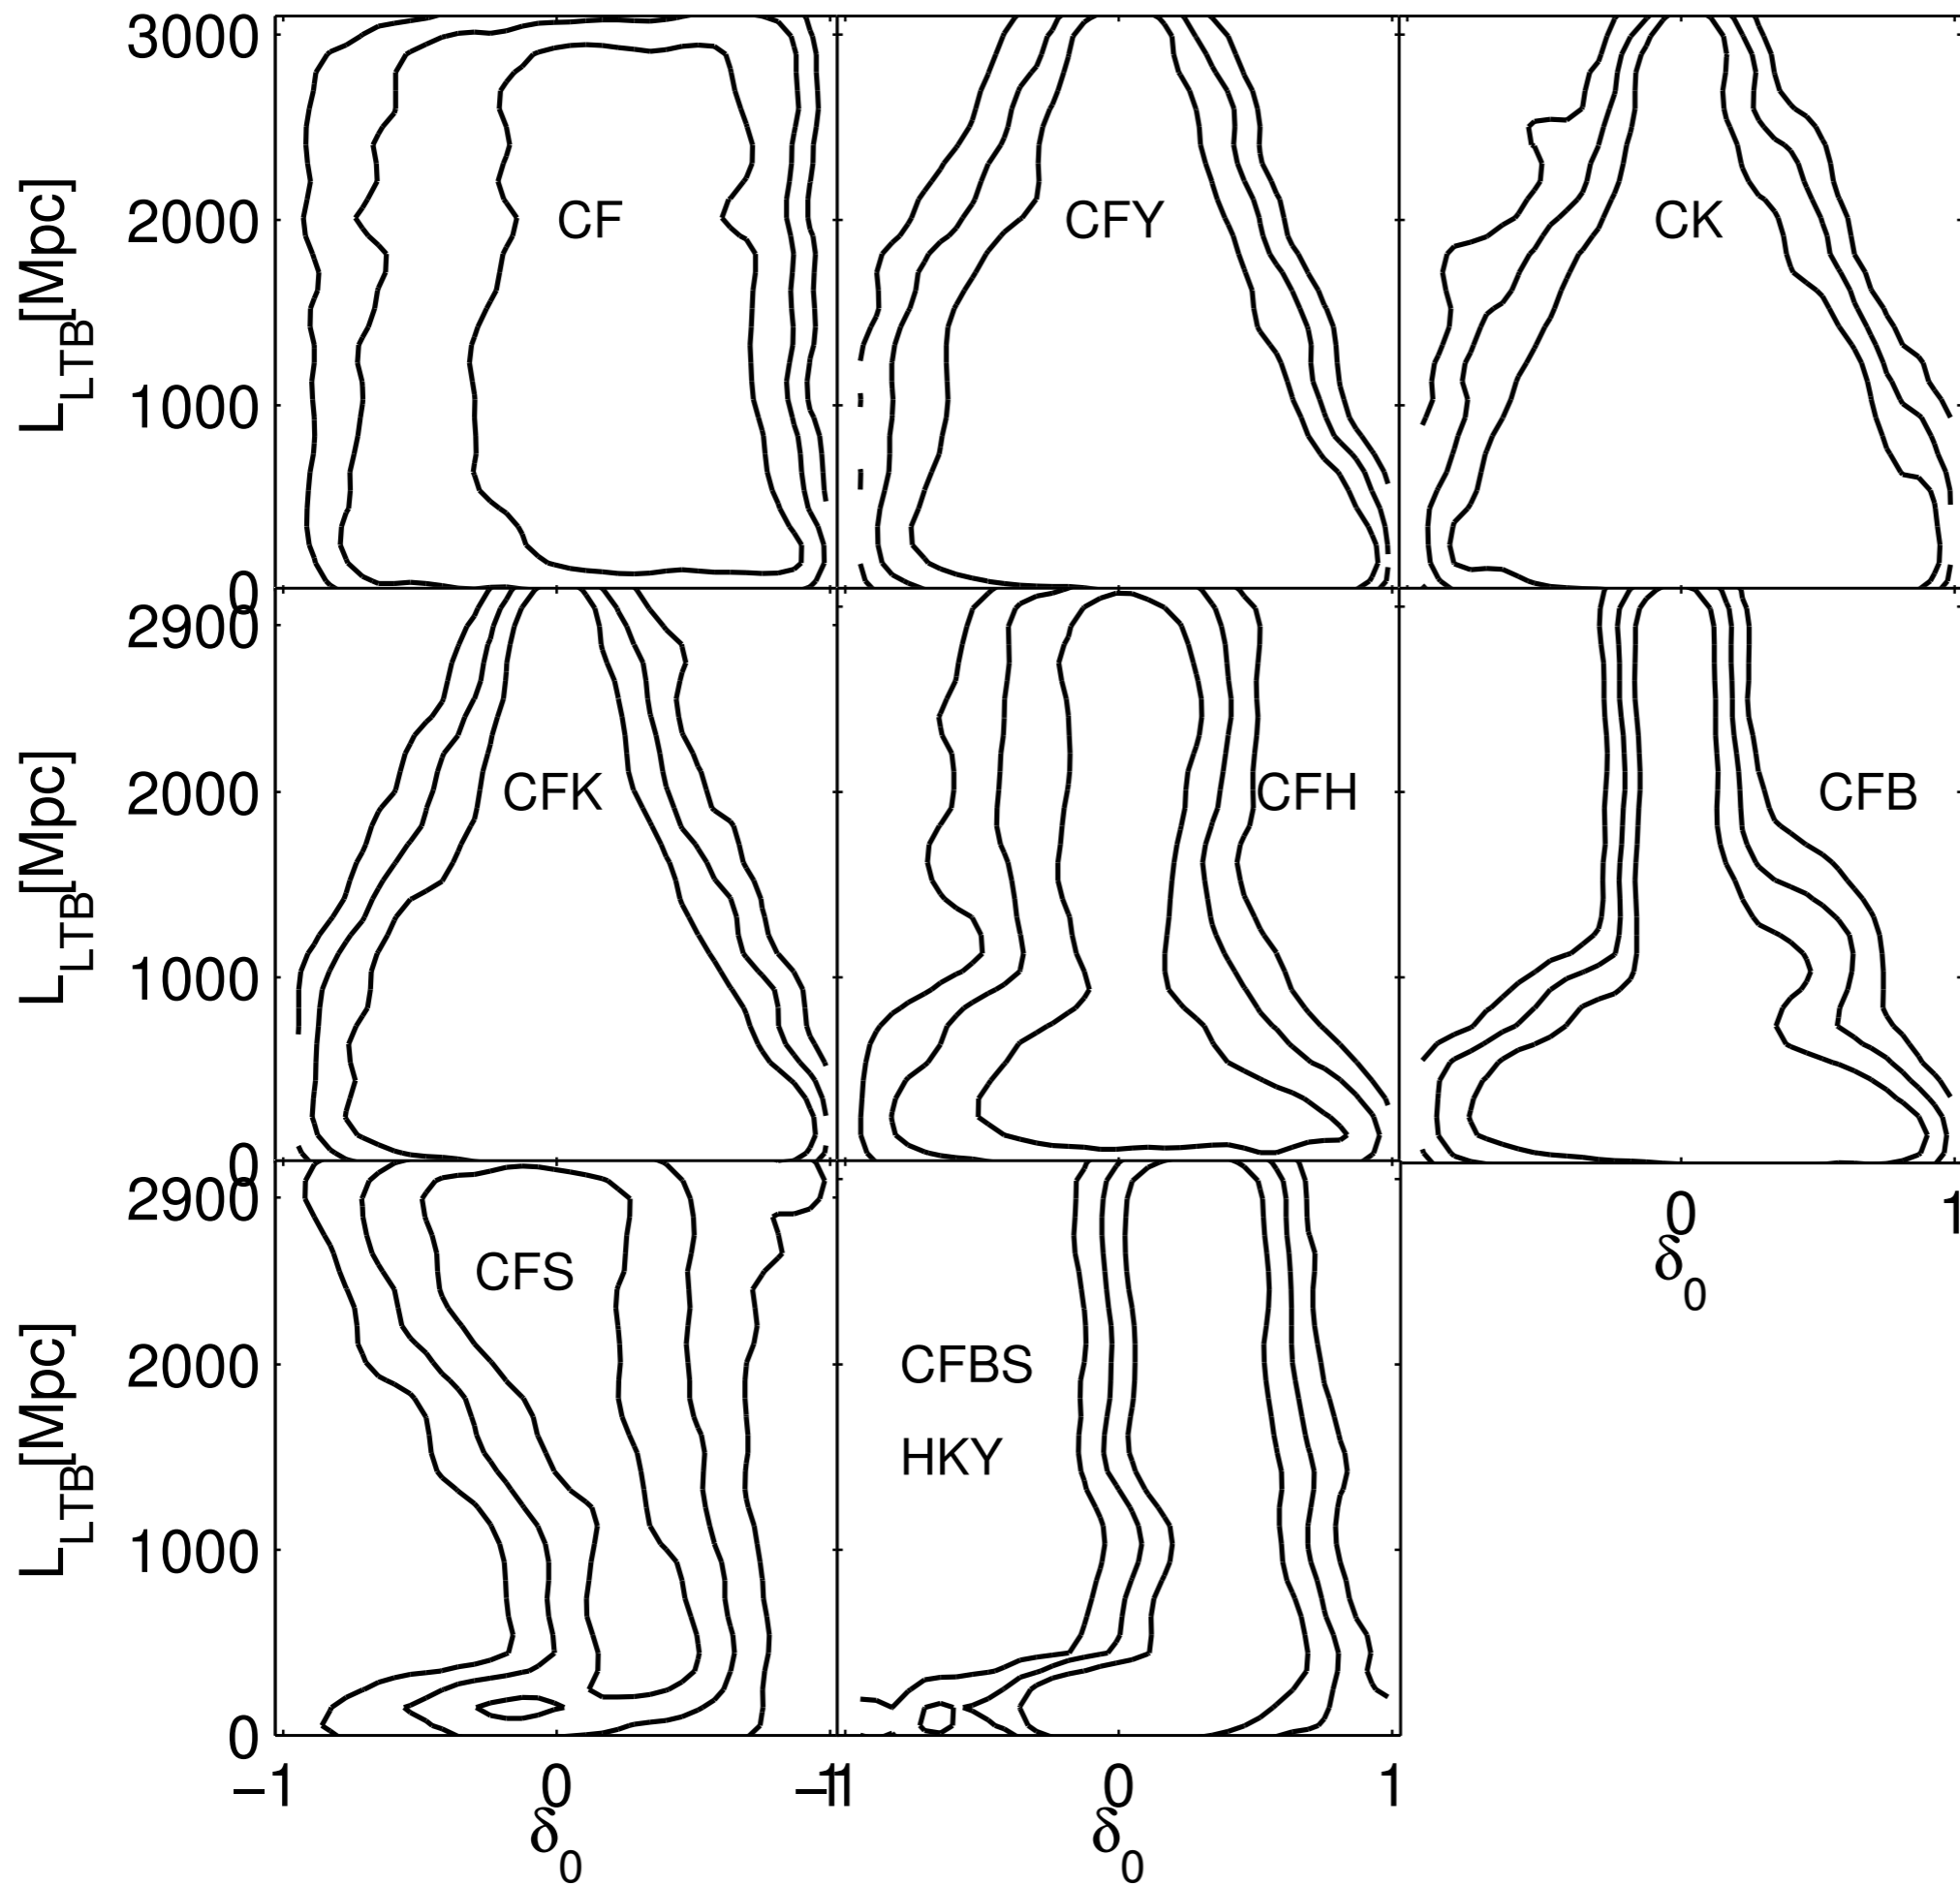 3000
2000
1000
0
L_LTB [Mpc]
CF
CFY
CK
2900
2000
1000
0
L_LTB [Mpc]
CFK
CFH
CFB
0
1
δ_0
2900
2000
1000
0
L_LTB [Mpc]
CFS
CFBS
HKY
−1
0
1
−1
0
1
δ_0
δ_0